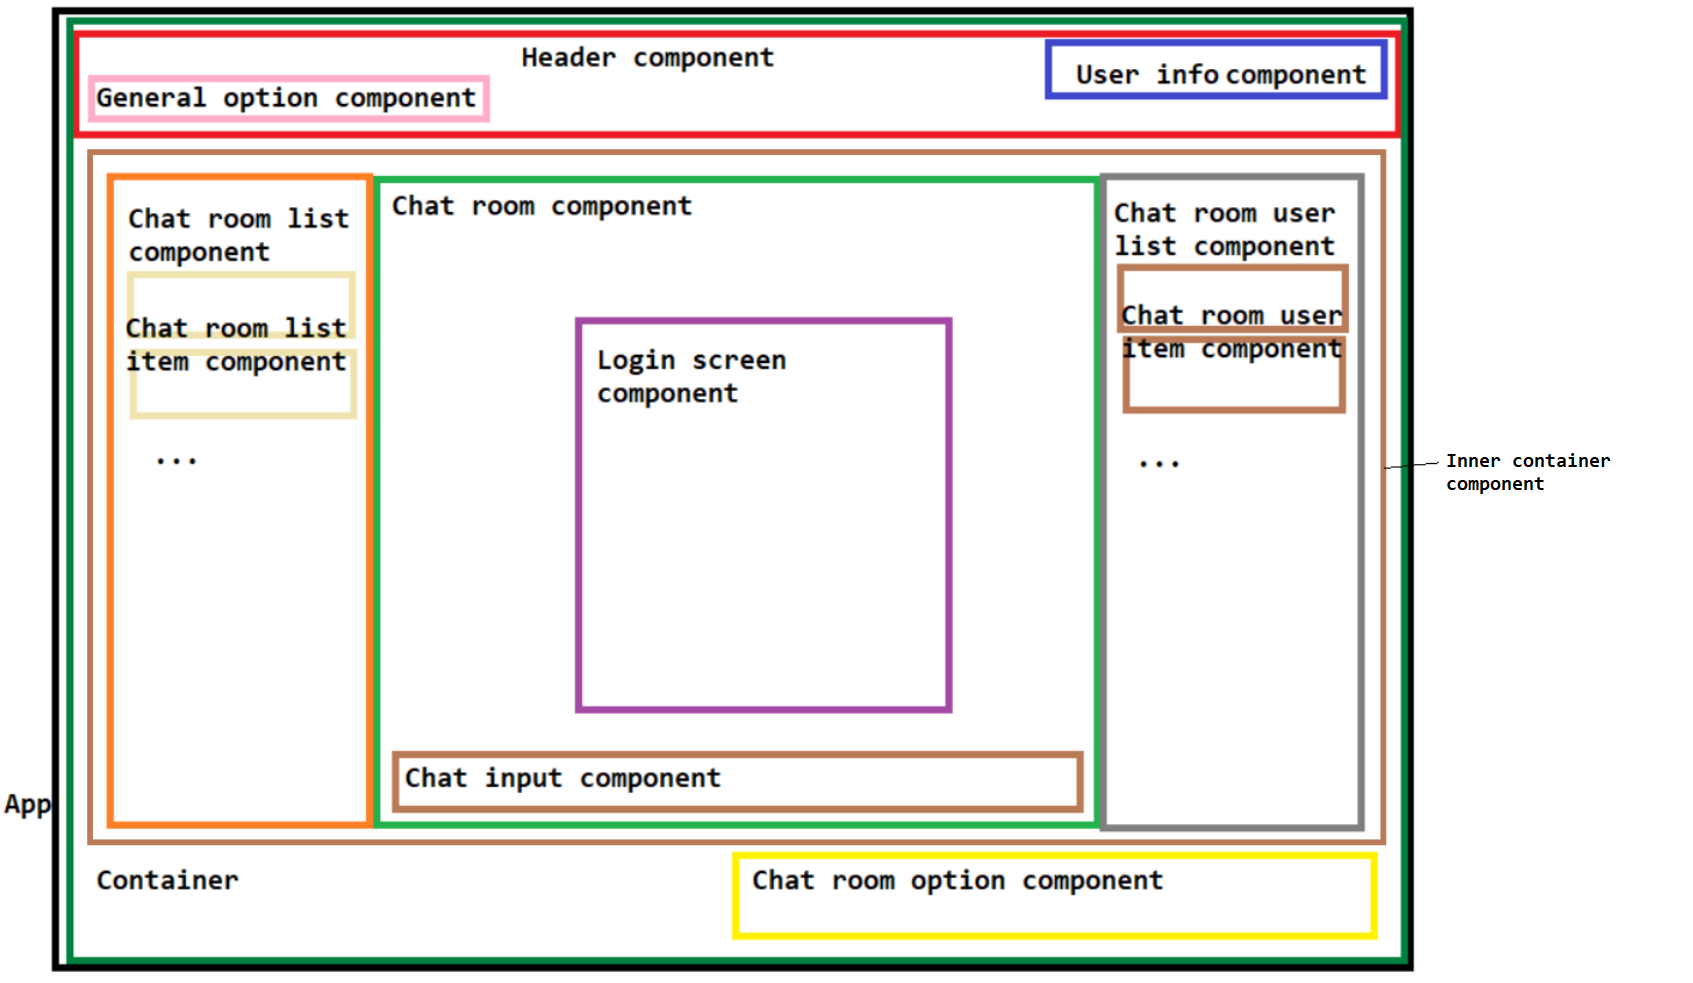 Header component
User info component
General option component
Chat room list
component
Chat room component
Chat room user
list component
Chat room list
item component
Chat room user
item component
Login screen
component
...
...
Inner container
component
Chat input component
App
Container
Chat room option component